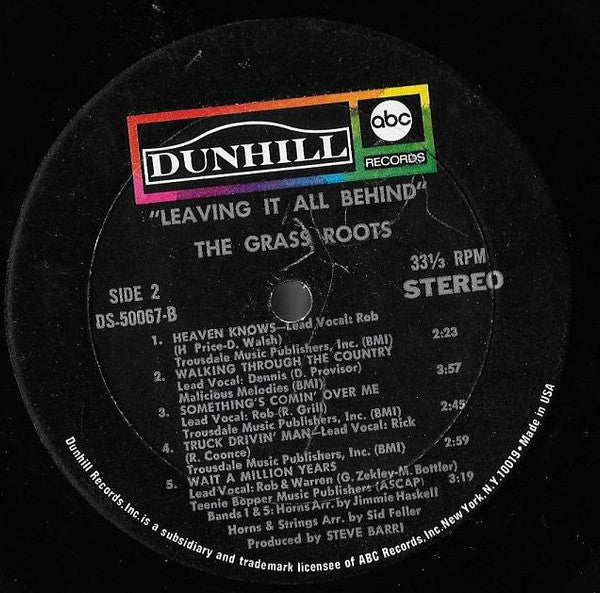 DUNHILL
abc
RECORDS
"LEAVING IT ALL BEHIND"
THE GRASS ROOTS
33⅓ RPM
STEREO
SIDE 2
DS-50067-B
1. HEAVEN KNOWS—Lead Vocal: Rob
(H Price-D. Walsh)
Trousdale Music Publishers, Inc. (BMI) 2:23
2. WALKING THROUGH THE COUNTRY
Lead Vocal: Dennis (D. Provisor) 3:57
Malicious Melodies (BMI)
3. SOMETHING'S COMIN' OVER ME
Lead Vocal: Rob (R. Grill)
Trousdale Music Publishers, Inc. (BMI) 2:45
4. TRUCK DRIVIN' MAN—Lead Vocal: Rick
(R. Coonce)
Trousdale Music Publishers, Inc. (BMI) 2:59
5. WAIT A MILLION YEARS
Lead Vocal: Rob & Warren (G. Zekley-M. Bottler)
Teenie Bopper Music Publishers (ASCAP) 3:19
Bands 1 & 5: Horns Arr. by Jimmie Haskell
Horns & Strings Arr. by Sid Feller
Produced by STEVE BARRI
Dunhill Records, Inc. is a subsidiary and trademark licensee of ABC Records, Inc. New York, N.Y. 10019 • Made in USA